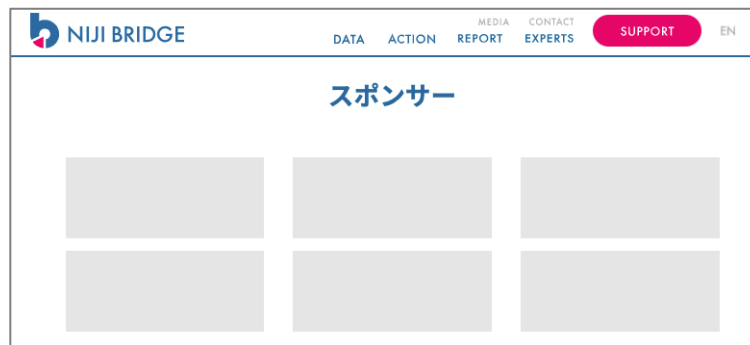 NIJI BRIDGE
MEDIA CONTACT
DATA ACTION REPORT EXPERTS
SUPPORT
EN
スポンサー